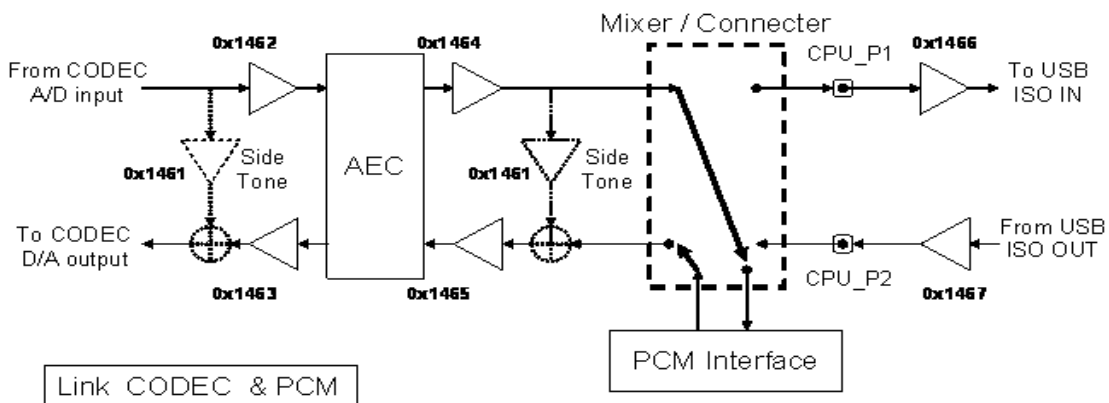 Mixer / Connecter
0x1462
0x1464
CPU_P1
0x1466
From CODEC
A/D input
To USB
ISO IN
0x1461
Side
Tone
AEC
0x1461
Side
Tone
To CODEC
D/A output
From USB
ISO OUT
0x1463
0x1465
CPU_P2
0x1467
PCM Interface
Link CODEC & PCM